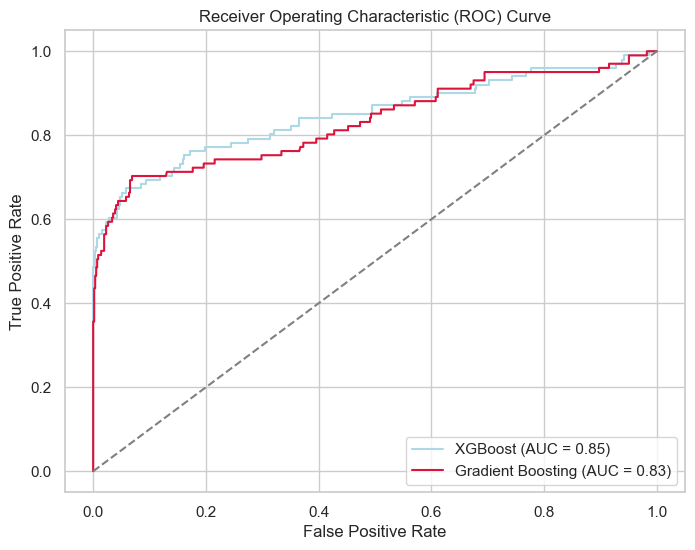 Receiver Operating Characteristic (ROC) Curve
1.0
0.8
0.6
0.4
0.2
0.0
True Positive Rate
XGBoost (AUC = 0.85)
Gradient Boosting (AUC = 0.83)
0.0 0.2 0.4 0.6 0.8 1.0
False Positive Rate